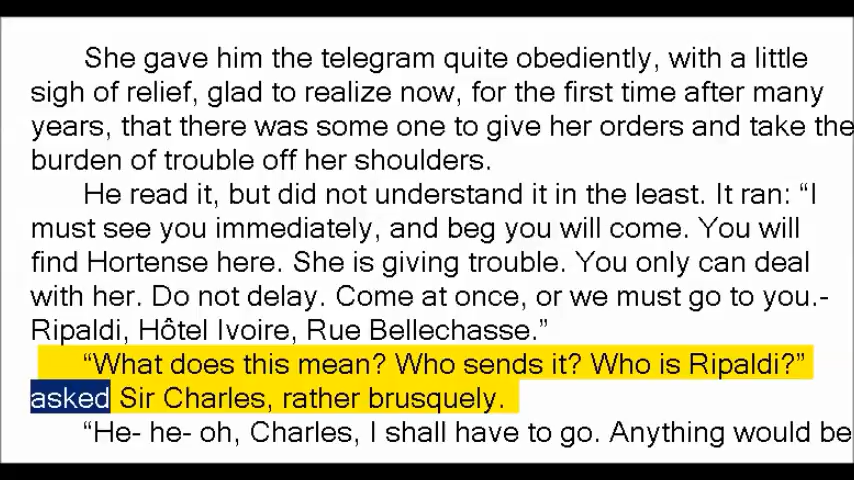 She gave him the telegram quite obediently, with a little
sigh of relief, glad to realize now, for the first time after many
years, that there was some one to give her orders and take the
burden of trouble off her shoulders.
He read it, but did not understand it in the least. It ran: “I
must see you immediately, and beg you will come. You will
find Hortense here. She is giving trouble. You only can deal
with her. Do not delay. Come at once, or we must go to you.-
Ripaldi, Hôtel Ivoire, Rue Bellechasse.”
“What does this mean? Who sends it? Who is Ripaldi?”
asked Sir Charles, rather brusquely.
“He- he- oh, Charles, I shall have to go. Anything would be